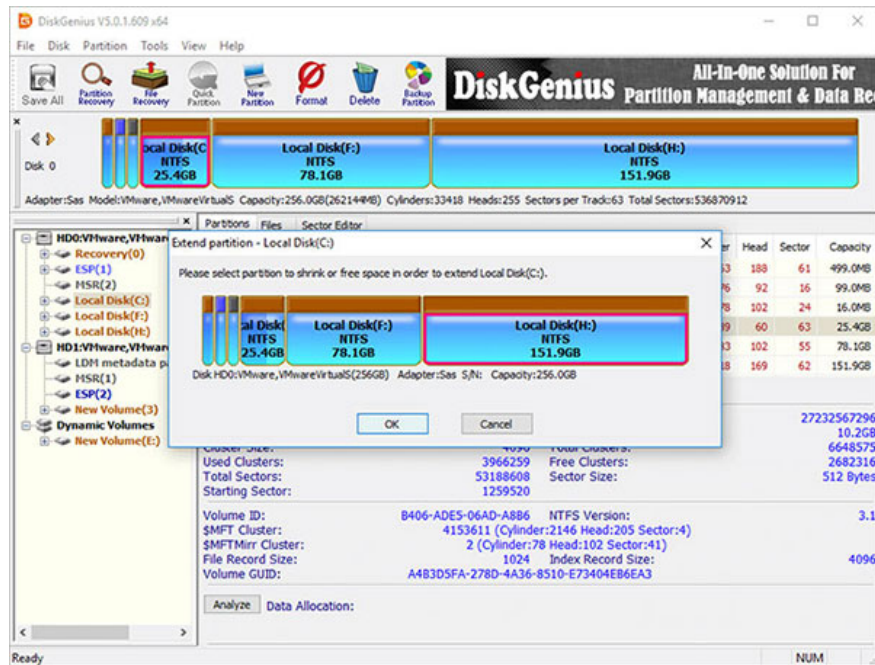 DiskGenius V5.0.1.609 x64
File Disk Partition Tools View Help
Save All Partition Recovery File Recovery Quick Partition New Partition Format Delete Backup Partition DiskGenius All-In-One Solution For
Partition Management & Data Re
Disk 0
ocal Disk(C Local Disk(F:) Local Disk(H:)
NTFS NTFS NTFS
25.4GB 78.1GB 151.9GB
Adapter:Sas Model:VMware,VMwareVirtualS Capacity:256.0GB(262144MB) Cylinders:33418 Heads:255 Sectors per Track:63 Total Sectors:536870912
HD0:VMware,VMwar
Recovery(0)
ESP(1)
MSR(2)
Local Disk(C:)
Local Disk(F:)
Local Disk(H:)
HD1:VMware,VMwar
LDM metadata p
MSR(1)
ESP(2)
New Volume(3)
Dynamic Volumes
New Volume(E:)
Partitions Files Sector Editor
Extend partition - Local Disk(C:)
Please select partition to shrink or free space in order to extend Local Disk(C:).
al Disk( Local Disk(F:) Local Disk(H:)
NTFS NTFS NTFS
25.4GB 78.1GB 151.9GB
Disk HD0:VMware,VMwareVirtualS(256GB) Adapter:Sas S/N: Capacity:256.0GB
OK Cancel
er Head Sector Capacity
188 61 499.0MB
92 16 99.0MB
102 24 16.0MB
60 63 25.4GB
102 55 78.1GB
169 62 151.9GB
27232567296
10.2GB
Cluster Size: 4096 Total Clusters: 6648575
Used Clusters: 3966259 Free Clusters: 2682316
Total Sectors: 53188608 Sector Size: 512 Bytes
Starting Sector: 1259520
Volume ID: B406-ADE5-06AD-A8B6 NTFS Version: 3.1
$MFT Cluster: 4153611 (Cylinder:2146 Head:205 Sector:4)
$MFTMirr Cluster: 2 (Cylinder:78 Head:102 Sector:41)
File Record Size: 1024 Index Record Size: 4096
Volume GUID: A4B3D5FA-278D-4A36-8510-E73404EB6EA3
Analyze Data Allocation:
Ready NUM